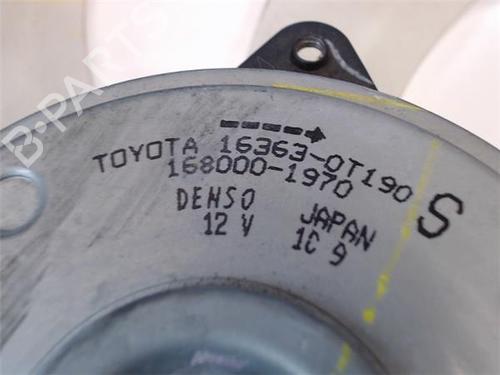 B-PARTS
TOYOTA 16363-0T190
168000-1970
S
DENSO JAPAN
12 V 1C 9